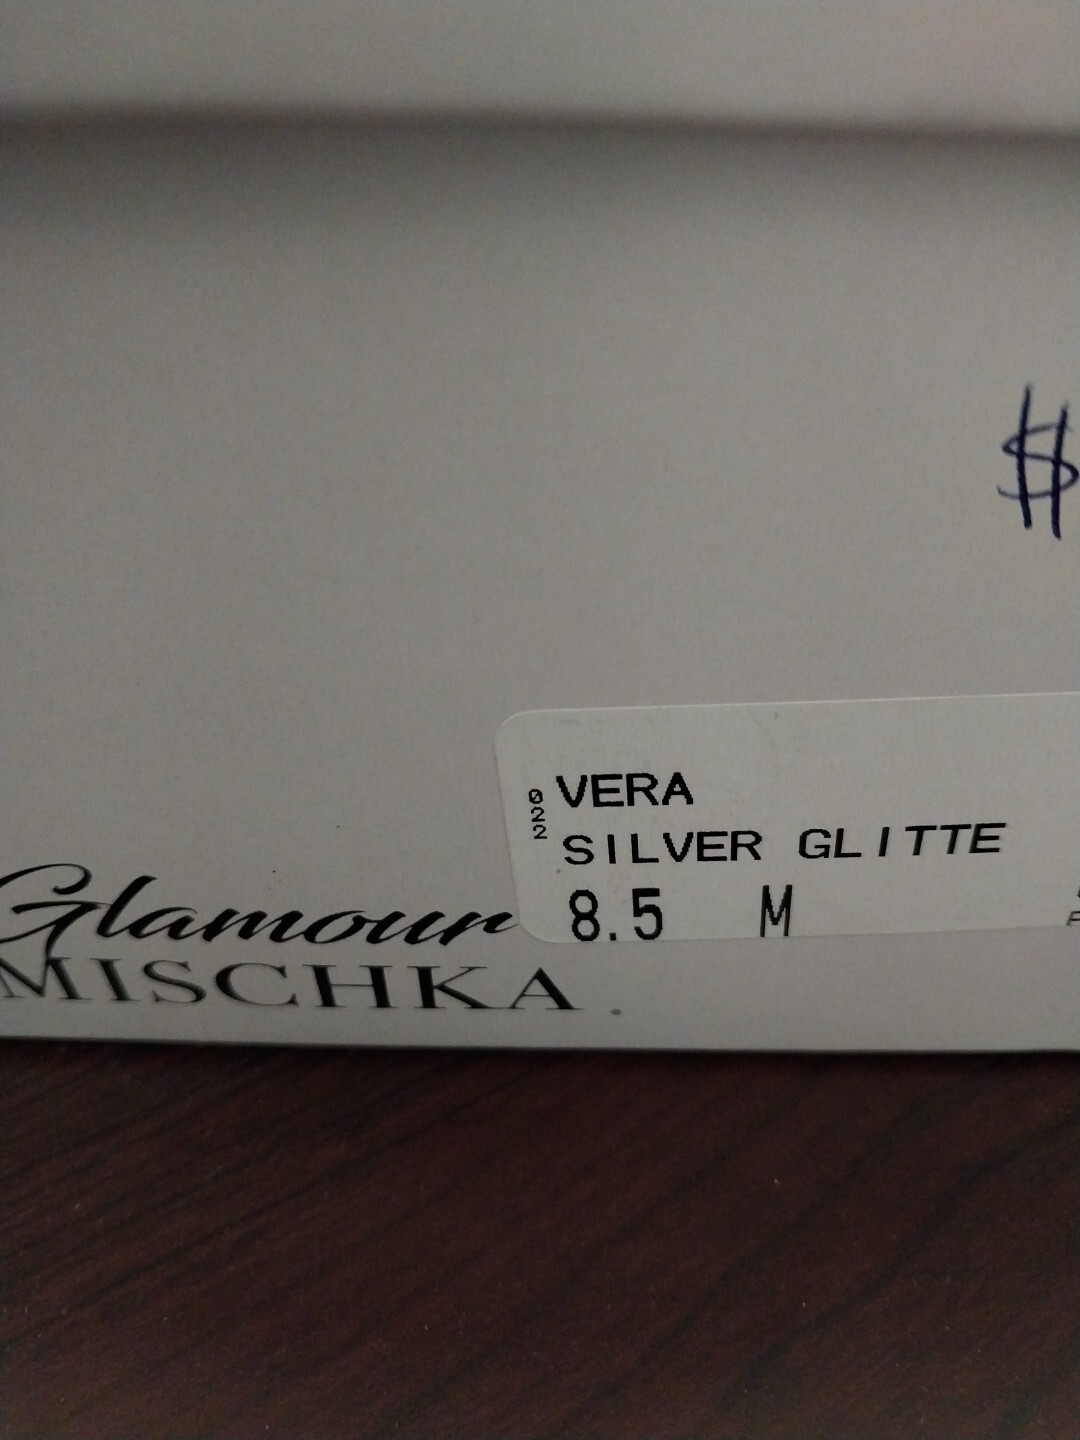 $
022
VERA
SILVER GLITTE
8.5 M
Glamour
MISCHKA